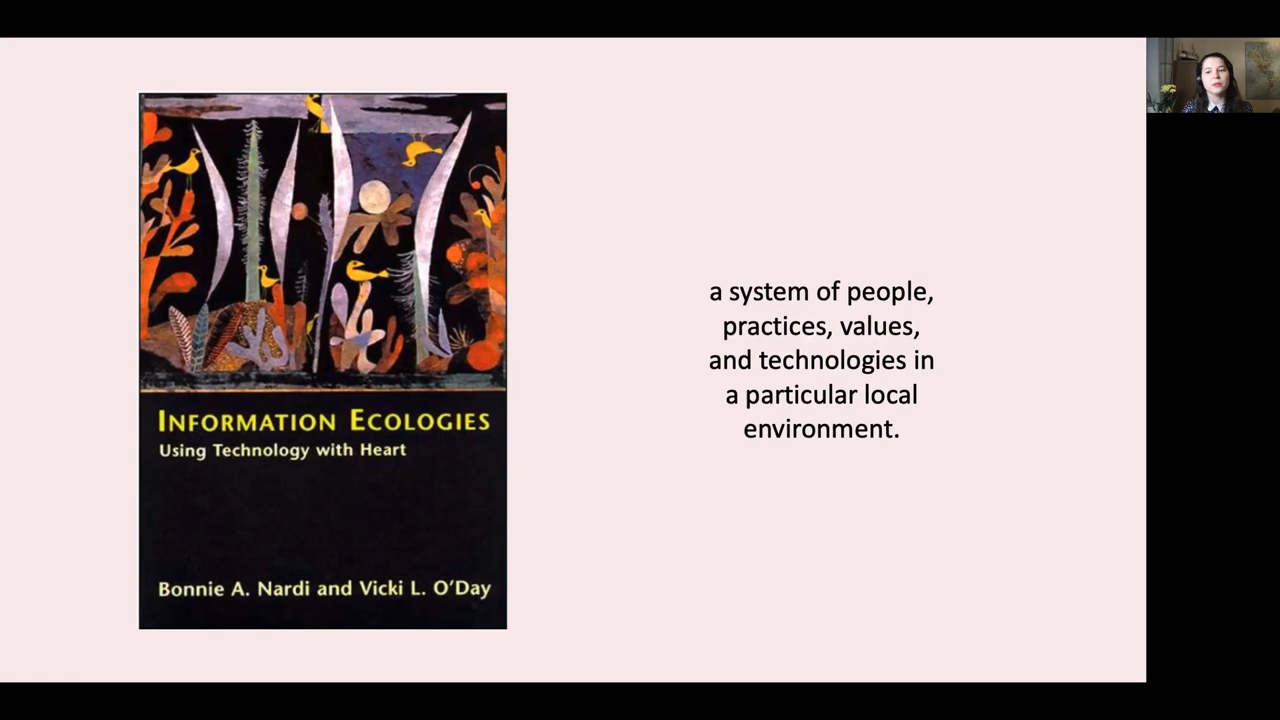 INFORMATION ECOLOGIES
Using Technology with Heart
Bonnie A. Nardi and Vicki L. O'Day
a system of people,
practices, values,
and technologies in
a particular local
environment.